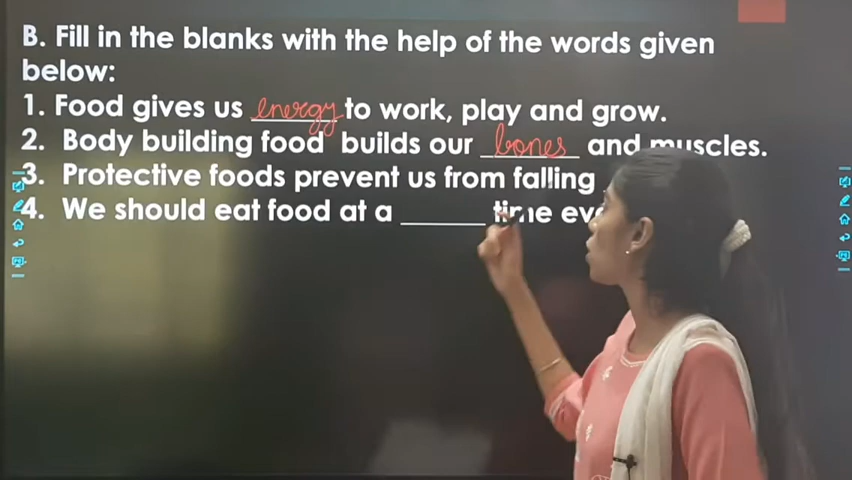 B. Fill in the blanks with the help of the words given
below:
1. Food gives us energy to work, play and grow.
2. Body building food builds our bones and muscles.
3. Protective foods prevent us from falling
4. We should eat food at a ______ time